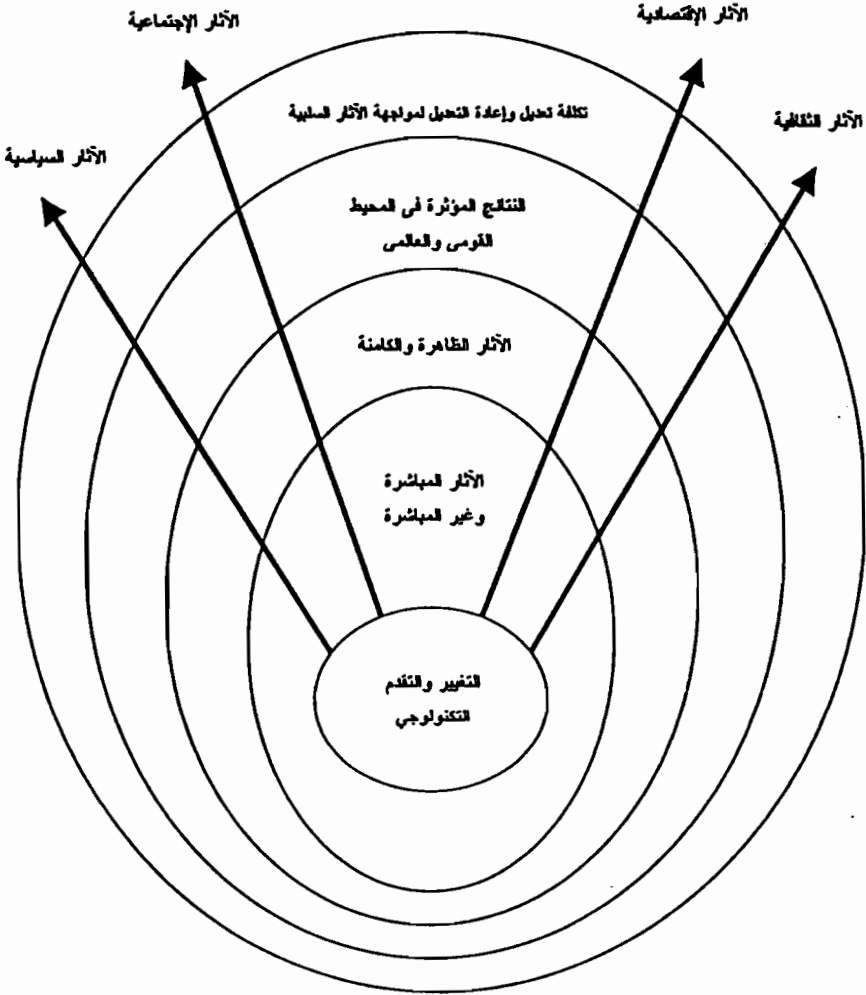 الآثار الإقتصادية
الآثار الإجتماعية
تكلفة تعديل وإعادة التعديل لمواجهة الآثار السلبية
الآثار الثقافية
الآثار السياسية
النتائج المؤثرة فى المحيط
القومى والعالمى
الآثار الظاهرة والكامنة
الآثار المباشرة
وغير المباشرة
التغيير والتقدم
التكنولوجي